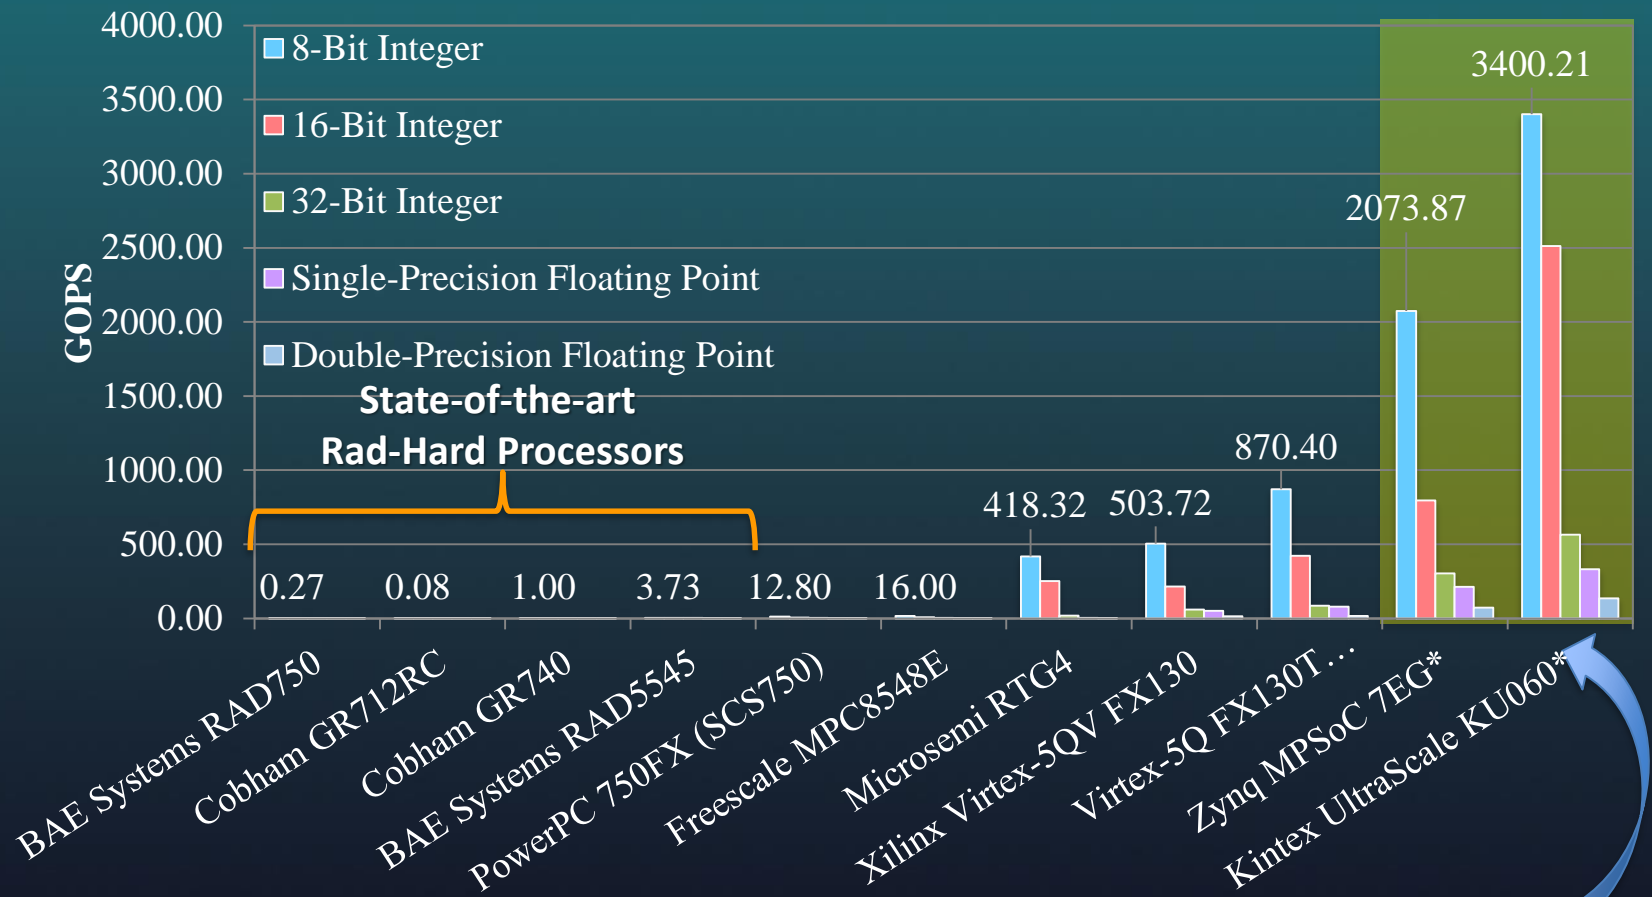 4000.00
3500.00
3000.00
2500.00
2000.00
1500.00
1000.00
500.00
0.00
GOPS
8-Bit Integer
16-Bit Integer
32-Bit Integer
Single-Precision Floating Point
Double-Precision Floating Point
State-of-the-art
Rad-Hard Processors
0.27
0.08
1.00
3.73
12.80
16.00
418.32
503.72
870.40
2073.87
3400.21
BAE Systems RAD750
Cobham GR712RC
Cobham GR740
BAE Systems RAD5545
PowerPC 750FX (SCS750)
Freescale MPC8548E
Microsemi RTG4
Xilinx Virtex-5QV FX130
Virtex-5Q FX130T …
Zynq MPSoC 7EG*
Kintex UltraScale KU060*